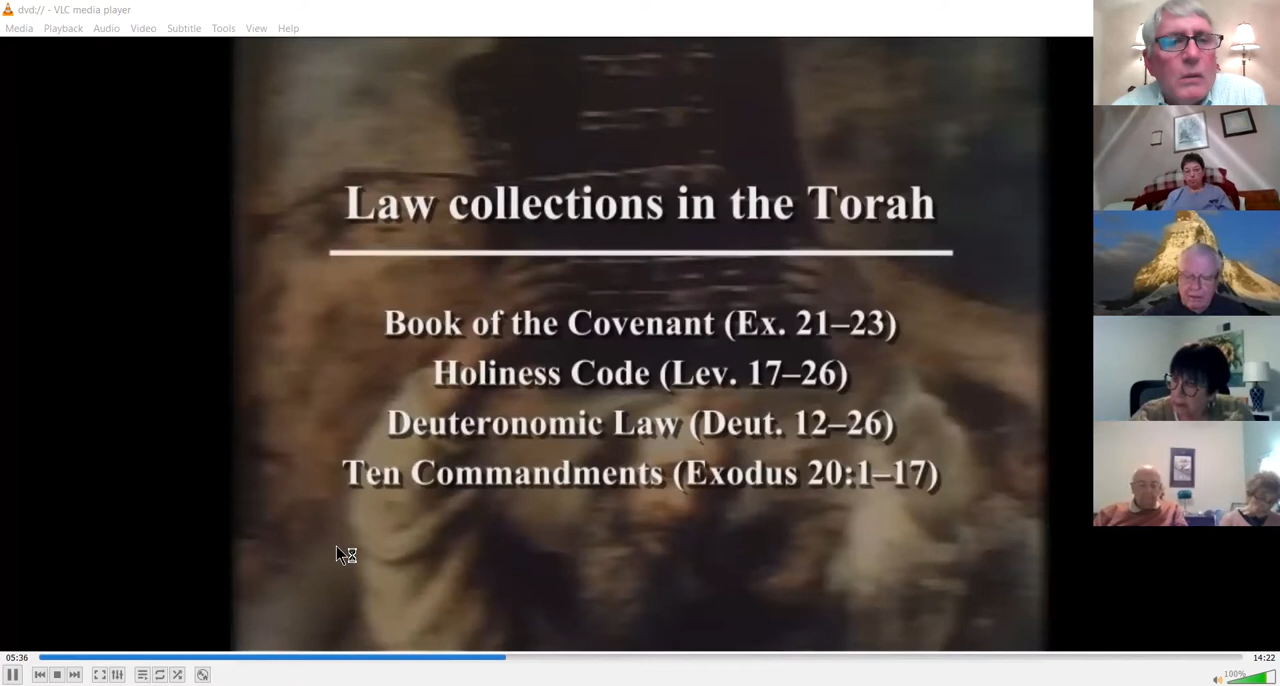 dvd:// - VLC media player
Media Playback Audio Video Subtitle Tools View Help
Law collections in the Torah
Book of the Covenant (Ex. 21–23)
Holiness Code (Lev. 17–26)
Deuteronomic Law (Deut. 12–26)
Ten Commandments (Exodus 20:1–17)
05:36
14:22
100%